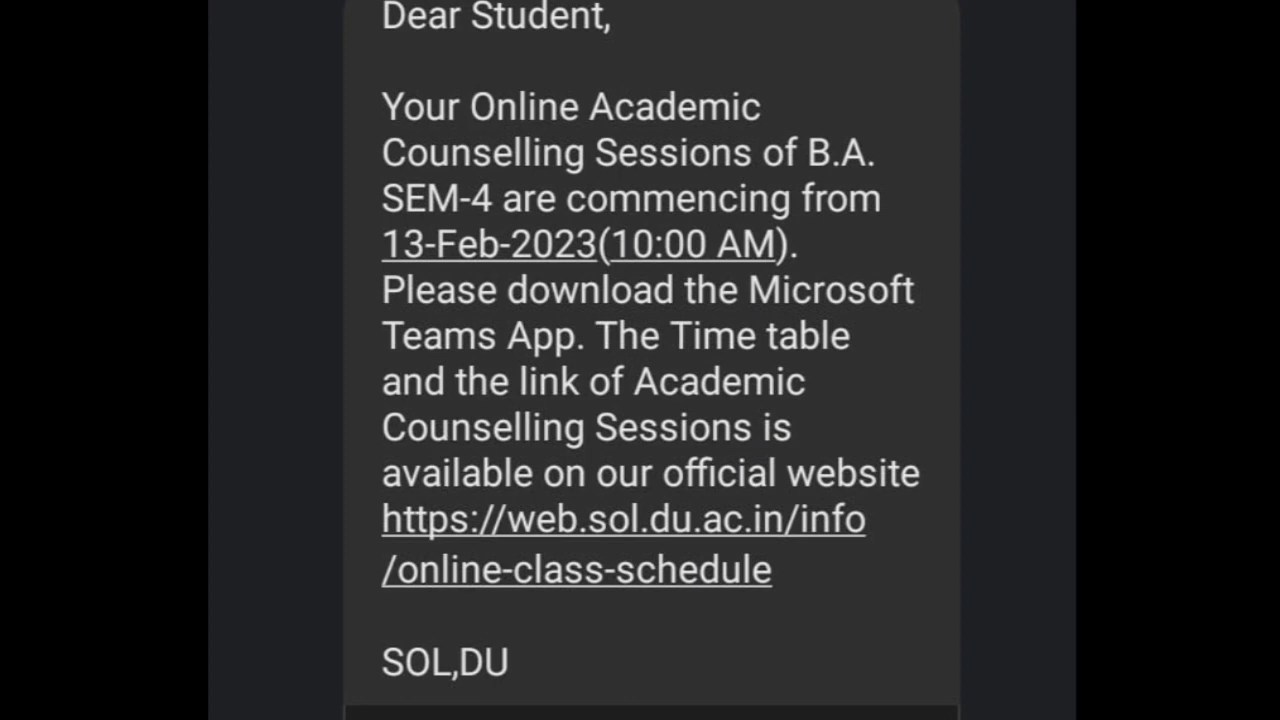 Dear Student,
Your Online Academic
Counselling Sessions of B.A.
SEM-4 are commencing from
13-Feb-2023(10:00 AM).
Please download the Microsoft
Teams App. The Time table
and the link of Academic
Counselling Sessions is
available on our official website
https://web.sol.du.ac.in/info
/online-class-schedule
SOL,DU